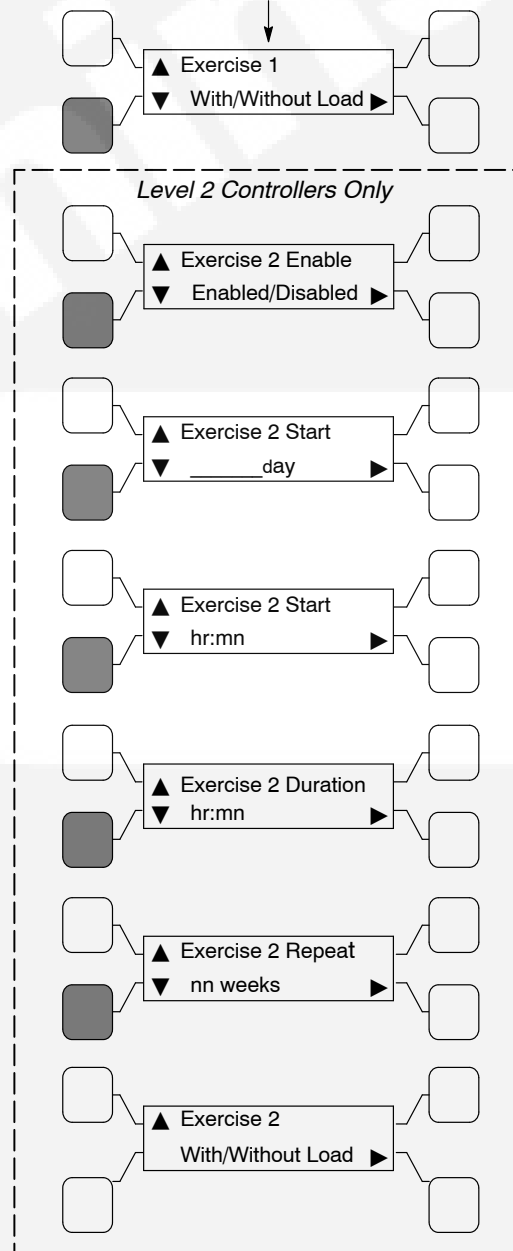 ▲ Exercise 1
▼ With/Without Load ▶
Level 2 Controllers Only
▲ Exercise 2 Enable
▼ Enabled/Disabled ▶
▲ Exercise 2 Start
▼ ______day ▶
▲ Exercise 2 Start
▼ hr:mn ▶
▲ Exercise 2 Duration
▼ hr:mn ▶
▲ Exercise 2 Repeat
▼ nn weeks ▶
▲ Exercise 2
With/Without Load ▶